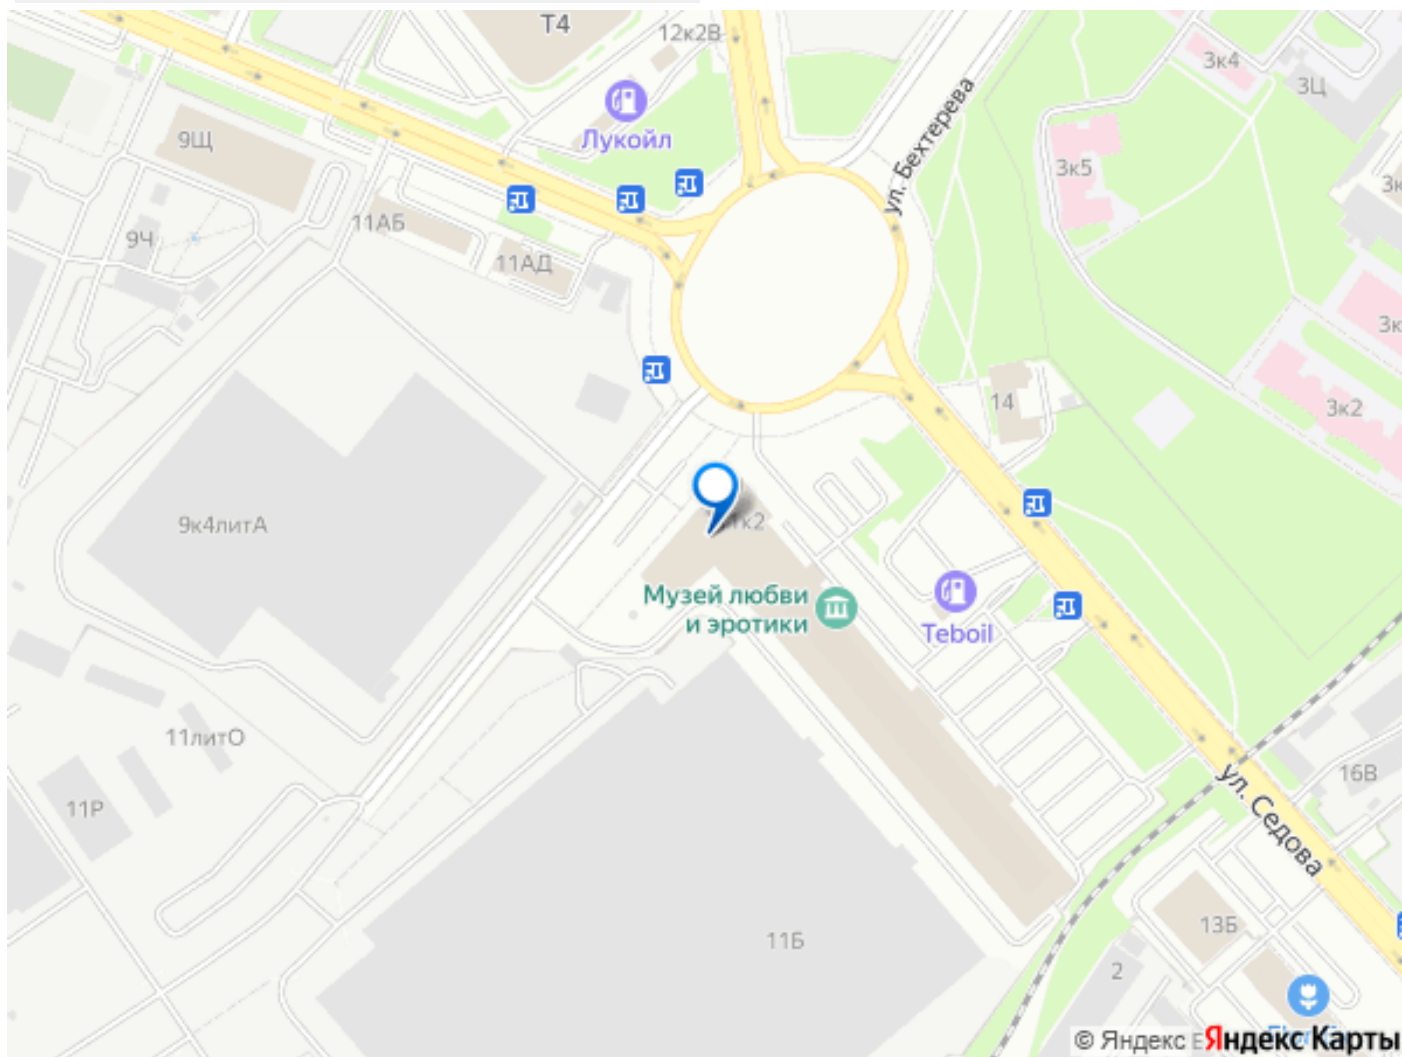 Т4
12к2В
3к4
3Ц
Лукойл
9Щ
ул. Бехтерева
3к5
11АБ
9Ч
11АД
3к2
14
9к4литА
Музей любви
и эротики
Teboil
11литО
16В
11Р
ул. Седова
13Б
11Б
2
© Яндекс
Яндекс Карты